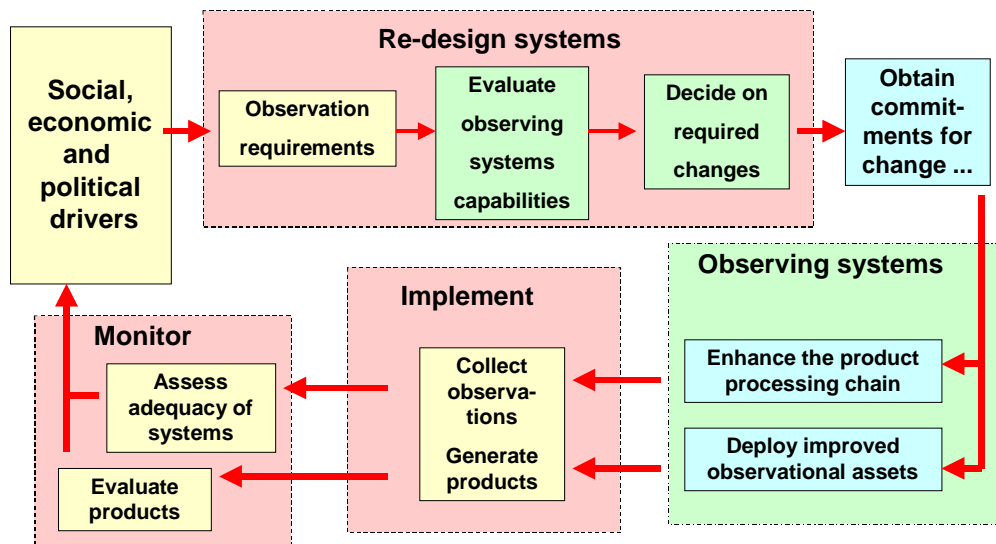 Social,
economic
and
political
drivers
Re-design systems
Observation
requirements
Evaluate
observing
systems
capabilities
Decide on
required
changes
Obtain
commit-
ments for
change ...
Observing systems
Enhance the product
processing chain
Deploy improved
observational assets
Implement
Collect
observa-
tions
Generate
products
Monitor
Assess
adequacy of
systems
Evaluate
products